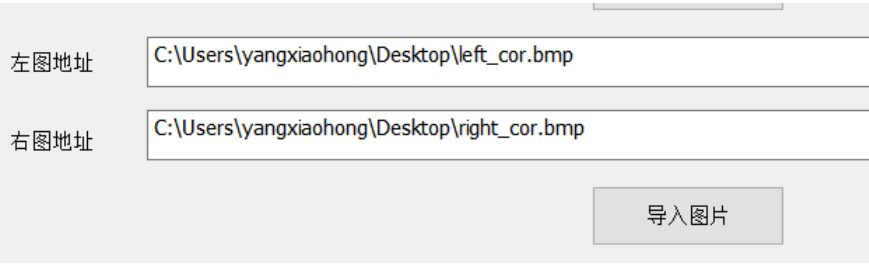 左图地址
C:\Users\yangxiaohong\Desktop\left_cor.bmp
右图地址
C:\Users\yangxiaohong\Desktop\right_cor.bmp
导入图片